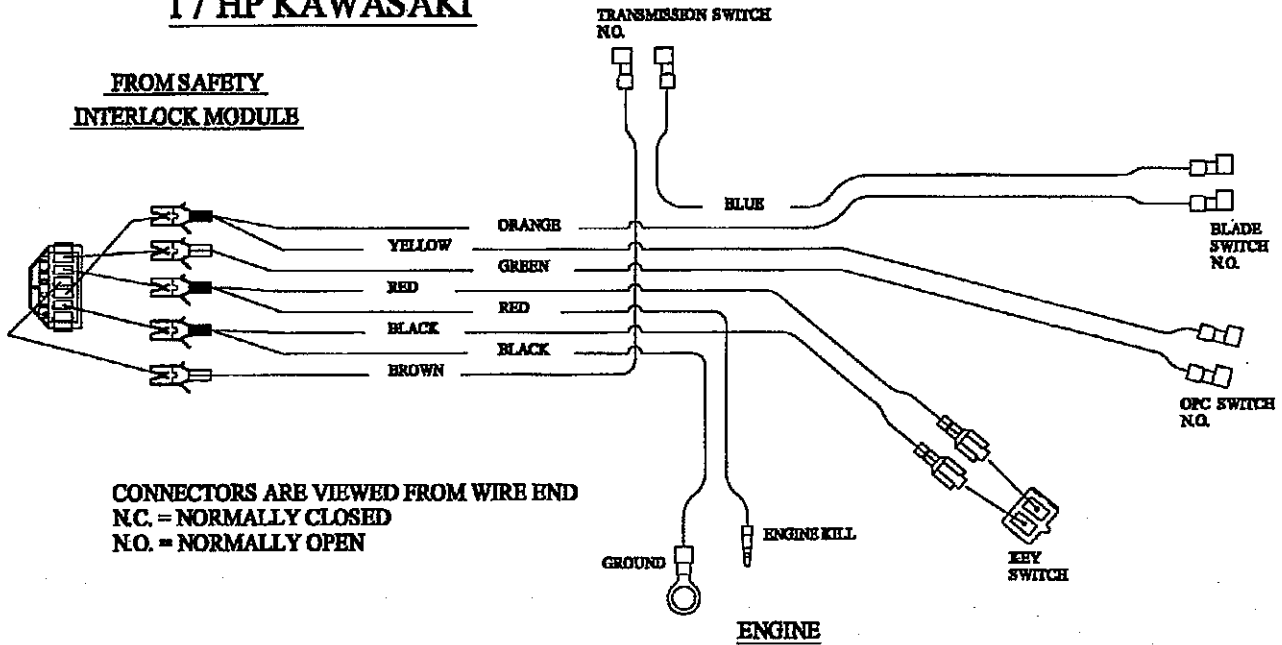 17 HP KAWASAKI
TRANSMISSION SWITCH
N.O.
FROM SAFETY
INTERLOCK MODULE
BLUE
ORANGE
YELLOW
GREEN
RED
RED
BLACK
BLACK
BROWN
BLADE
SWITCH
N.O.
OPC SWITCH
N.O.
CONNECTORS ARE VIEWED FROM WIRE END
N.C. = NORMALLY CLOSED
N.O. = NORMALLY OPEN
GROUND
ENGINE KILL
KEY
SWITCH
ENGINE